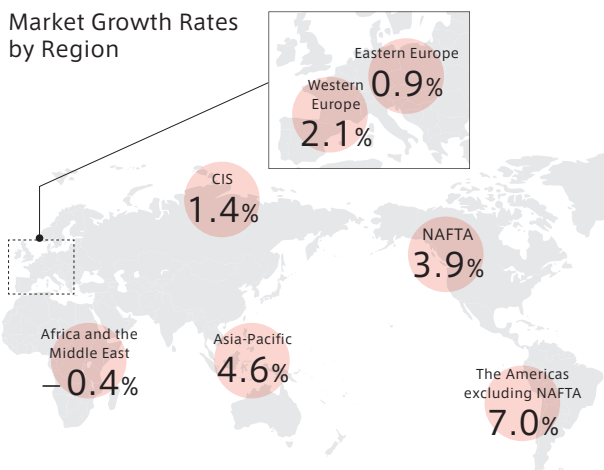 Market Growth Rates
by Region
Eastern Europe
0.9%
Western
Europe
2.1%
CIS
1.4%
NAFTA
3.9%
Africa and the
Middle East
−0.4%
Asia-Pacific
4.6%
The Americas
excluding NAFTA
7.0%